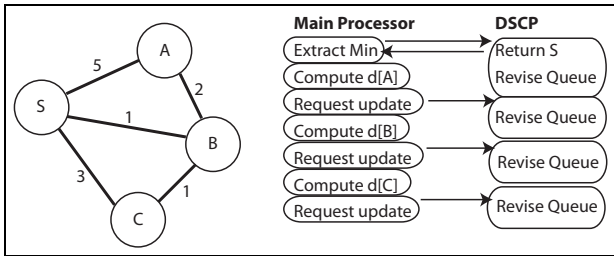 A
5
2
S
1
B
3
1
C
Main Processor
DSCP
Extract Min
Return S
Compute d[A]
Revise Queue
Request update
Revise Queue
Compute d[B]
Request update
Revise Queue
Compute d[C]
Request update
Revise Queue